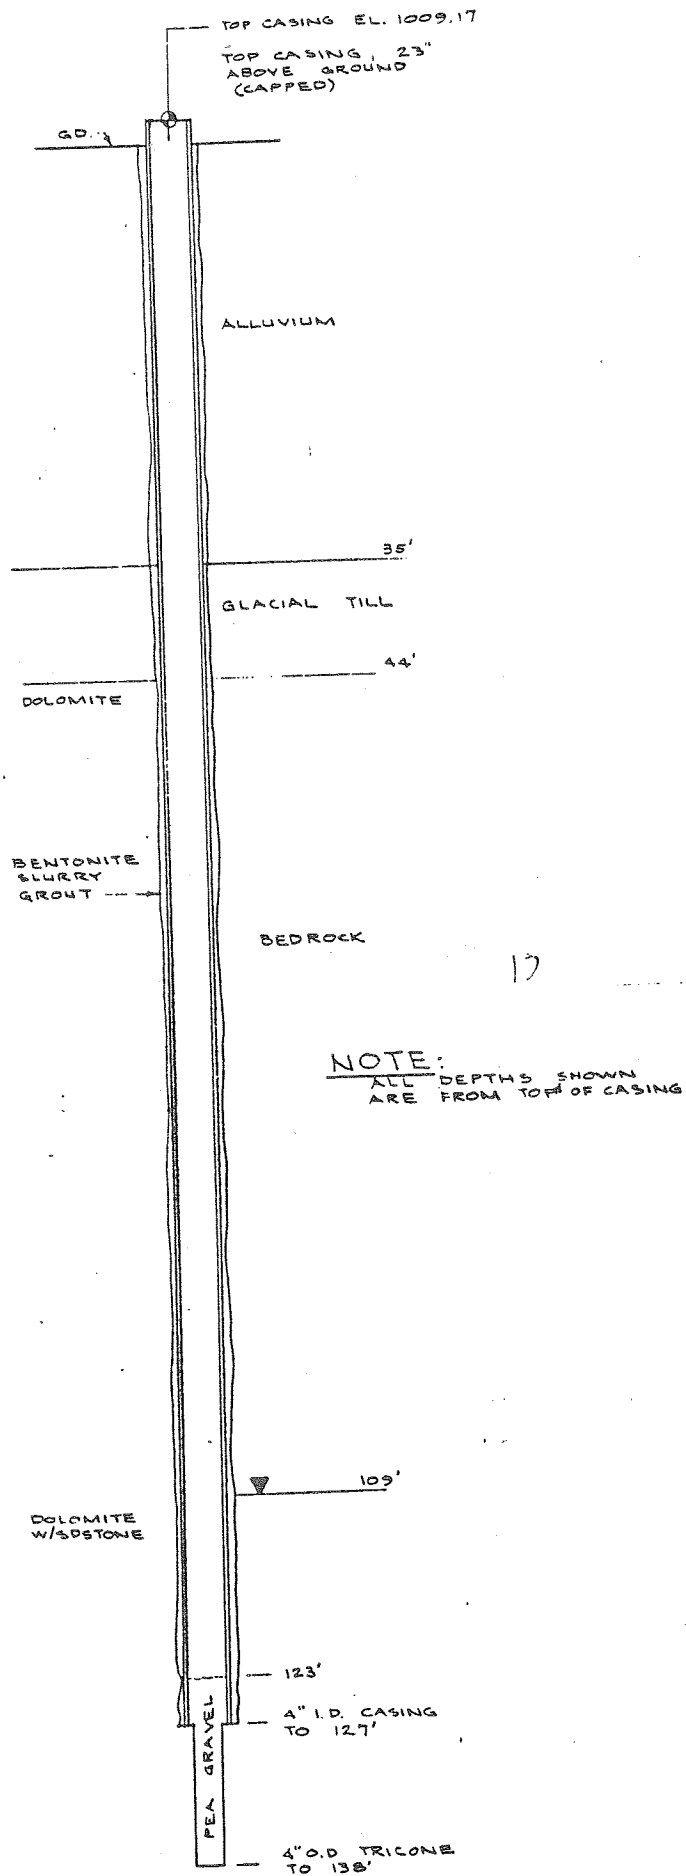 TOP CASING EL. 1009.17
TOP CASING, 23"
ABOVE GROUND
(CAPPED)
GD.
ALLUVIUM
35'
GLACIAL TILL
44'
DOLOMITE
BENTONITE
SLURRY
GROUT
BEDROCK
NOTE:
ALL DEPTHS SHOWN
ARE FROM TOP OF CASING
109'
DOLOMITE
W/SDSTONE
123'
4" I.D. CASING
TO 127'
PEA GRAVEL
4" O.D TRICONE
TO 138'